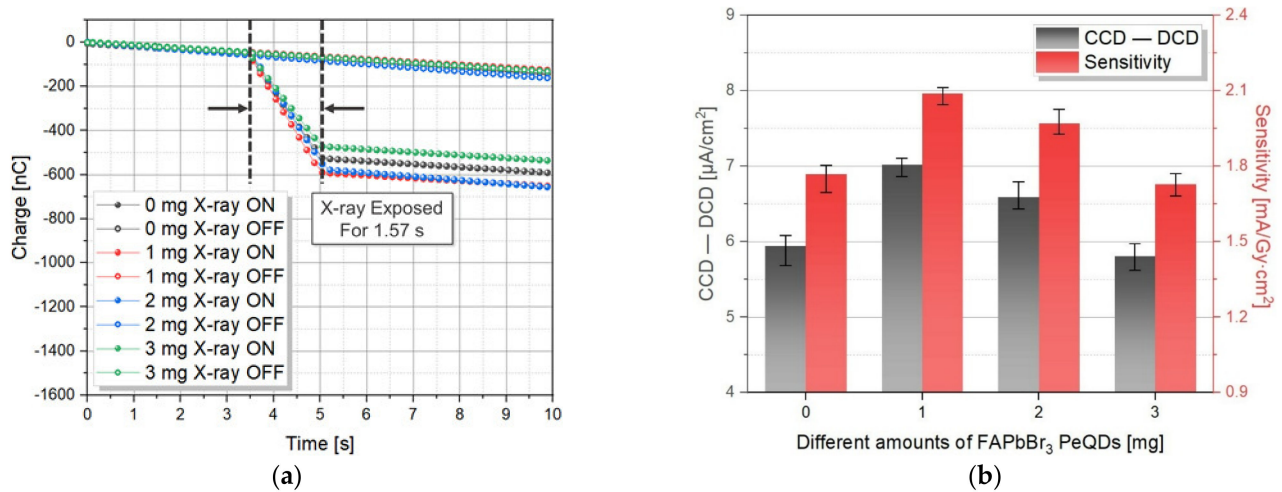 0
-200
-400
-600
-800
-1000
-1200
-1400
-1600
Charge [nC]
0 mg X-ray ON
0 mg X-ray OFF
1 mg X-ray ON
1 mg X-ray OFF
2 mg X-ray ON
2 mg X-ray OFF
3 mg X-ray ON
3 mg X-ray OFF
X-ray Exposed
For 1.57 s
0 1 2 3 4 5 6 7 8 9 10
Time [s]
(a)
9
8
7
6
5
4
CCD — DCD [µA/cm²]
CCD — DCD
Sensitivity
2.4
2.1
1.8
1.5
1.2
0.9
Sensitivity [mA/Gy·cm²]
0 1 2 3
Different amounts of FAPbBr₃ PeQDs [mg]
(b)